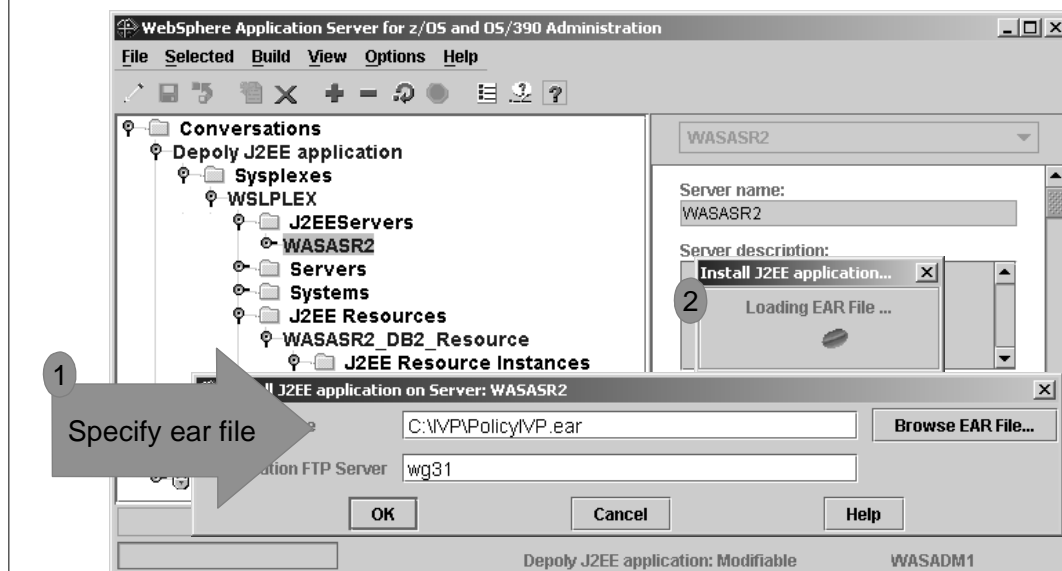 WebSphere Application Server for z/OS and OS/390 Administration
File Selected Build View Options Help
Conversations
Depoly J2EE application
Sysplexes
WSLPLEX
J2EEServers
WASASR2
Servers
Systems
J2EE Resources
WASASR2_DB2_Resource
J2EE Resource Instances
WASASR2
Server name:
WASASR2
Server description:
Install J2EE application...
2
Loading EAR File ...
1
Specify ear file
J2EE application on Server: WASASR2
C:\IVP\PolicyIVP.ear
Browse EAR File...
FTP Server
wg31
OK
Cancel
Help
Depoly J2EE application: Modifiable
WASADM1